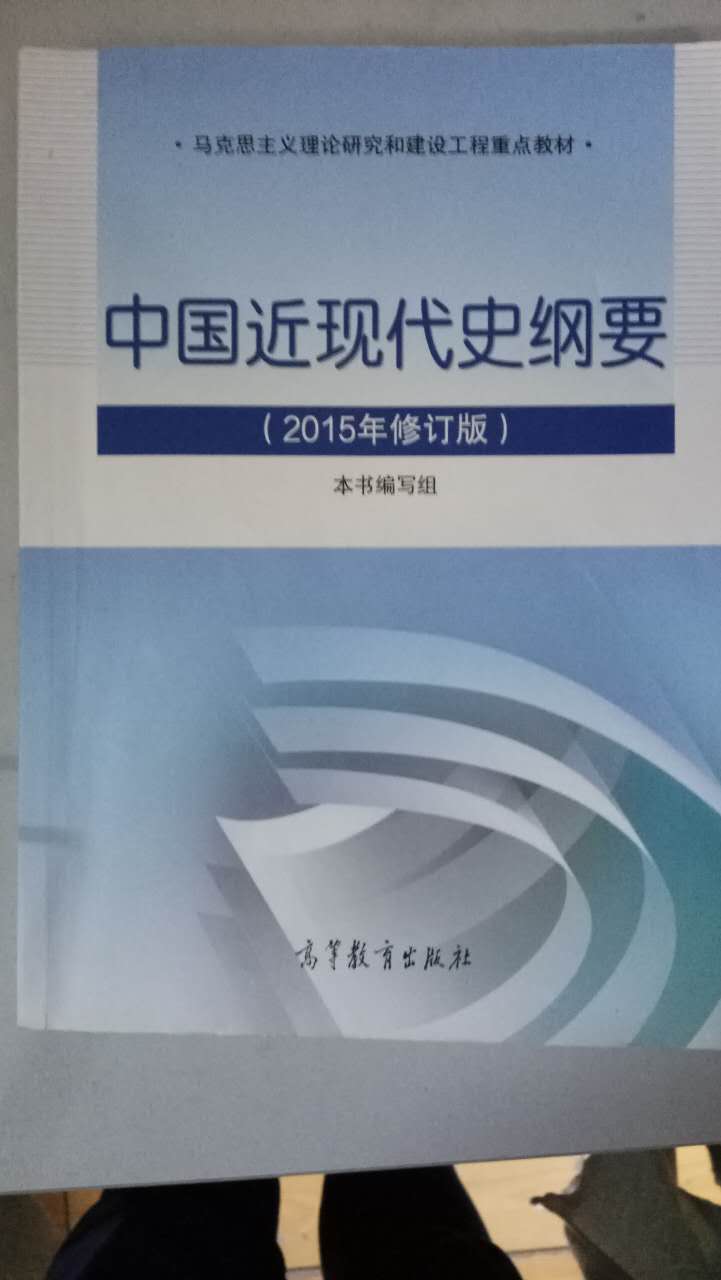 ·马克思主义理论研究和建设工程重点教材·
中国近现代史纲要
（2015年修订版）
本书编写组
高等教育出版社